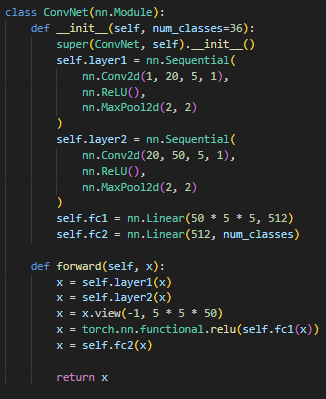 class ConvNet(nn.Module):
    def __init__(self, num_classes=36):
        super(ConvNet, self).__init__()
        self.layer1 = nn.Sequential(
            nn.Conv2d(1, 20, 5, 1),
            nn.ReLU(),
            nn.MaxPool2d(2, 2)
        )
        self.layer2 = nn.Sequential(
            nn.Conv2d(20, 50, 5, 1),
            nn.ReLU(),
            nn.MaxPool2d(2, 2)
        )
        self.fc1 = nn.Linear(50 * 5 * 5, 512)
        self.fc2 = nn.Linear(512, num_classes)

    def forward(self, x):
        x = self.layer1(x)
        x = self.layer2(x)
        x = x.view(-1, 5 * 5 * 50)
        x = torch.nn.functional.relu(self.fc1(x))
        x = self.fc2(x)

        return x